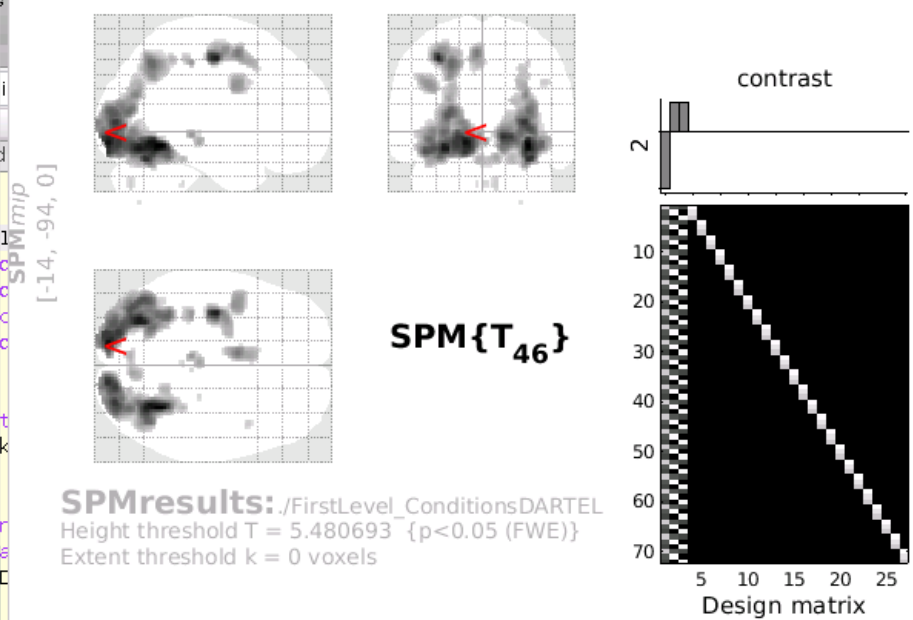 contrast
2
SPMmip
[-14, -94, 0]
<
<
<
SPM{T46}
10
20
30
40
50
60
70
5 10 15 20 25
Design matrix
SPMresults: ./FirstLevel_ConditionsDARTEL
Height threshold T = 5.480693 {p<0.05 (FWE)}
Extent threshold k = 0 voxels